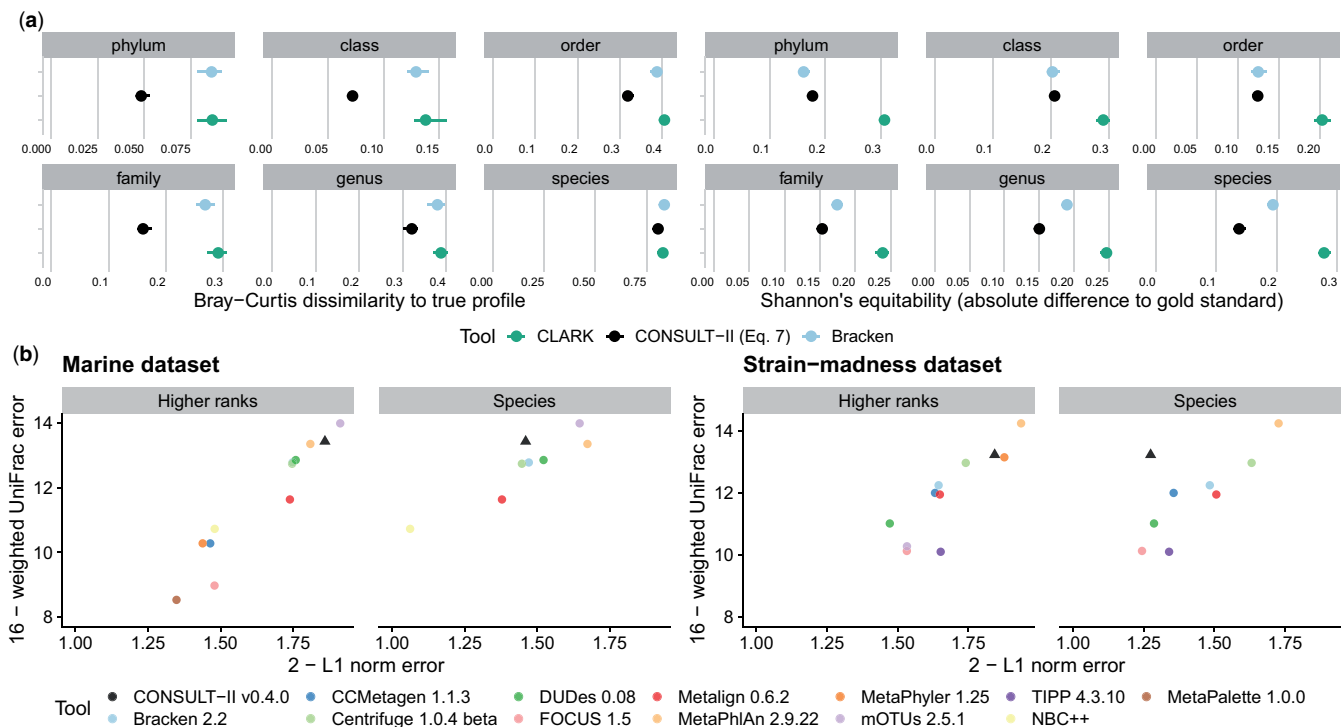 (a)
phylum class order phylum class order
0.000 0.025 0.050 0.075 0.00 0.05 0.10 0.15 0.0 0.1 0.2 0.3 0.4 0.0 0.1 0.2 0.3 0.0 0.1 0.2 0.3 0.00 0.05 0.10 0.15 0.20
family genus species family genus species
0.0 0.1 0.2 0.3 0.0 0.1 0.2 0.3 0.4 0.00 0.25 0.50 0.75 0.00 0.05 0.10 0.15 0.20 0.25 0.00 0.05 0.10 0.15 0.20 0.25 0.0 0.1 0.2 0.3
Bray−Curtis dissimilarity to true profile Shannon's equitability (absolute difference to gold standard)
Tool CLARK CONSULT−II (Eq. 7) Bracken
(b) Marine dataset Strain−madness dataset
Higher ranks Species Higher ranks Species
16 − weighted UniFrac error 16 − weighted UniFrac error
14 14
12 12
10 10
8 8
1.00 1.25 1.50 1.75 1.00 1.25 1.50 1.75 1.00 1.25 1.50 1.75 1.00 1.25 1.50 1.75
2 − L1 norm error 2 − L1 norm error
Tool CONSULT−II v0.4.0 CCMetagen 1.1.3 DUDes 0.08 Metalign 0.6.2 MetaPhyler 1.25 TIPP 4.3.10 MetaPalette 1.0.0
Bracken 2.2 Centrifuge 1.0.4 beta FOCUS 1.5 MetaPhlAn 2.9.22 mOTUs 2.5.1 NBC++